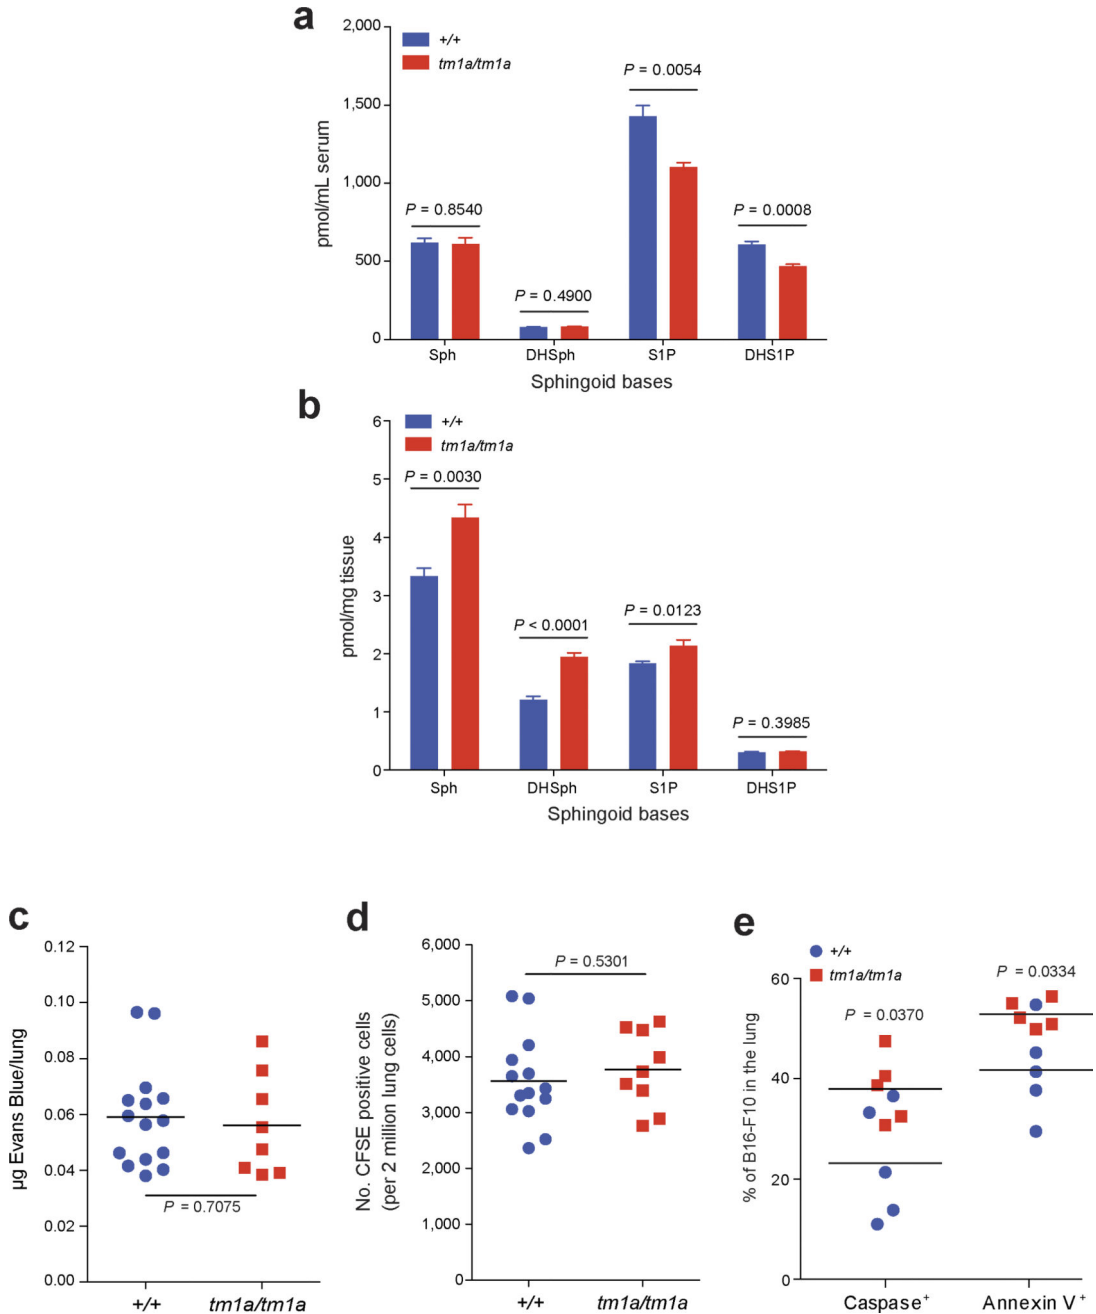 a
2,000
1,500
1,000
500
0
pmol/mL serum
+/+
tm1a/tm1a
P = 0.8540
P = 0.4900
P = 0.0054
P = 0.0008
Sph DHSph S1P DHS1P
Sphingoid bases
b
6
5
4
3
2
1
0
pmol/mg tissue
+/+
tm1a/tm1a
P = 0.0030
P < 0.0001
P = 0.0123
P = 0.3985
Sph DHSph S1P DHS1P
Sphingoid bases
c
0.12
0.10
0.08
0.06
0.04
0.02
0.00
µg Evans Blue/lung
P = 0.7075
+/+ tm1a/tm1a
d
6,000
5,000
4,000
3,000
2,000
1,000
0
No. CFSE positive cells
(per 2 million lung cells)
P = 0.5301
+/+ tm1a/tm1a
e
+/+
tm1a/tm1a
60
40
20
0
% of B16-F10 in the lung
P = 0.0370
P = 0.0334
Caspase+ Annexin V+